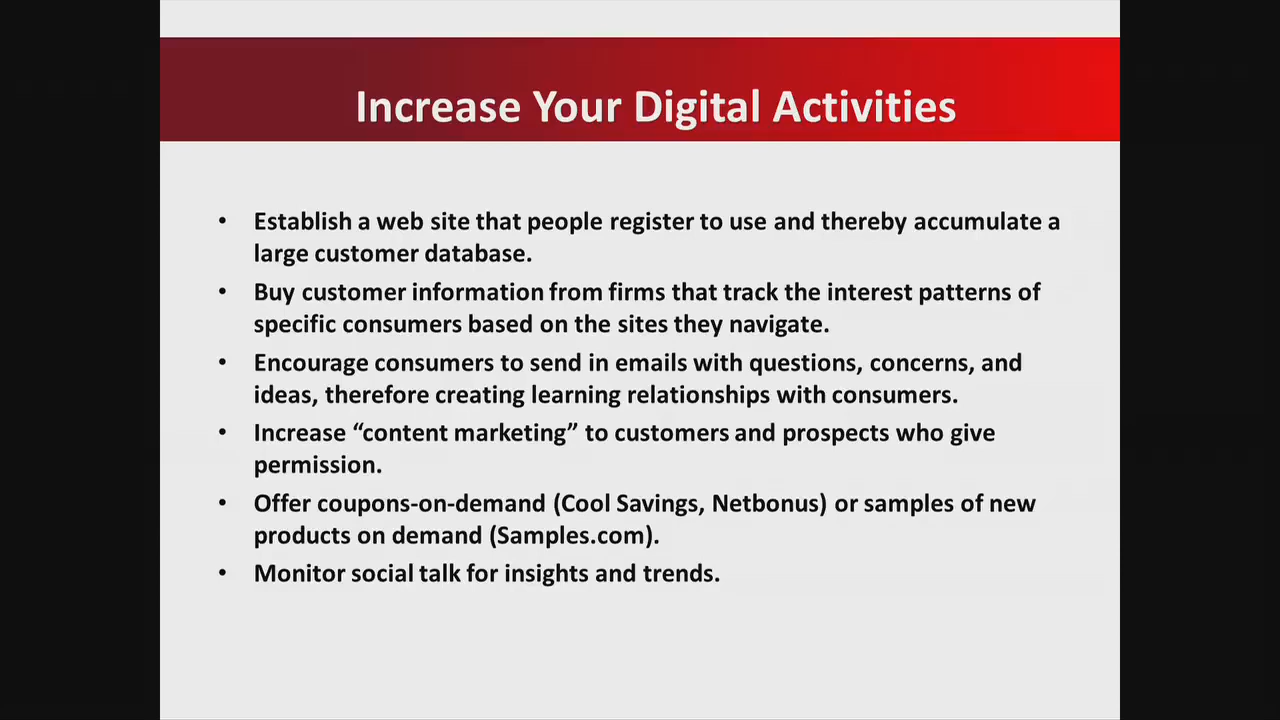 Increase Your Digital Activities
• Establish a web site that people register to use and thereby accumulate a
large customer database.
• Buy customer information from firms that track the interest patterns of
specific consumers based on the sites they navigate.
• Encourage consumers to send in emails with questions, concerns, and
ideas, therefore creating learning relationships with consumers.
• Increase “content marketing” to customers and prospects who give
permission.
• Offer coupons-on-demand (Cool Savings, Netbonus) or samples of new
products on demand (Samples.com).
• Monitor social talk for insights and trends.